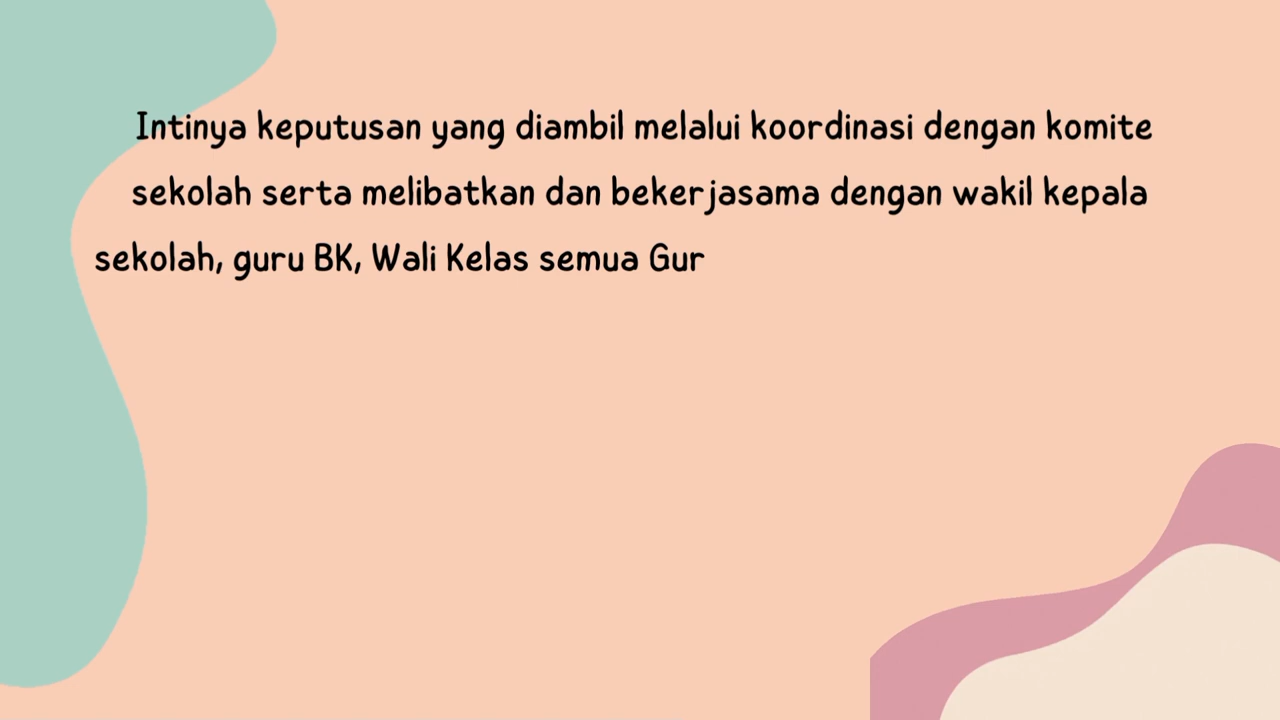 Intinya keputusan yang diambil melalui koordinasi dengan komite
sekolah serta melibatkan dan bekerjasama dengan wakil kepala
sekolah, guru BK, Wali Kelas semua Gur